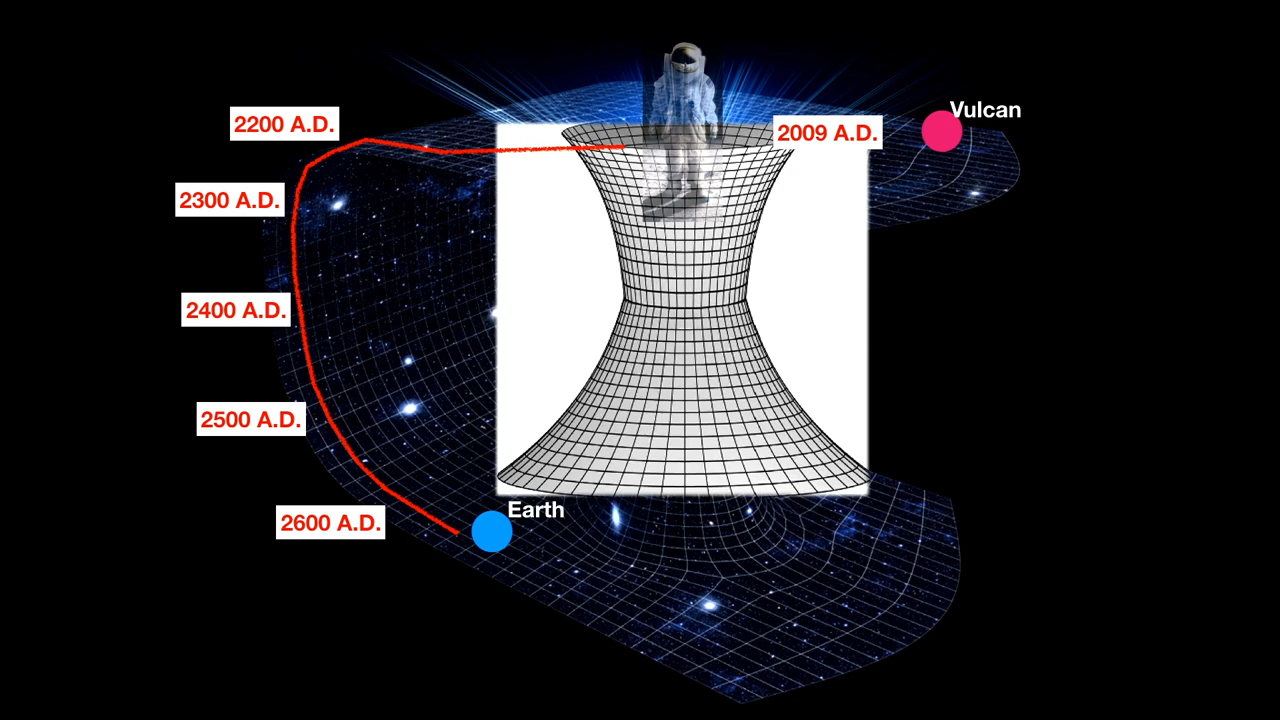 Vulcan
2200 A.D.
2009 A.D.
2300 A.D.
2400 A.D.
2500 A.D.
Earth
2600 A.D.